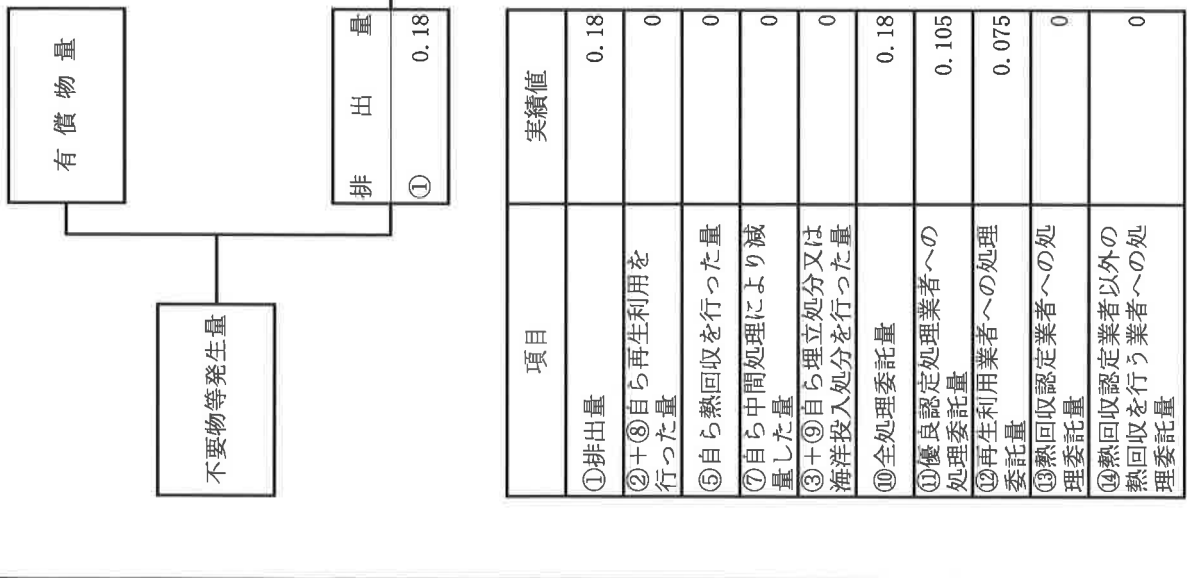 不要物等発生量
有償物量
排出量
① 0.18
項目 実績値
①排出量 0.18
②+⑧自ら再生利用を
行った量 0
⑤自ら熱回収を行った量 0
⑦自ら中間処理により減
量した量 0
③+⑨自ら埋立処分又は
海洋投入処分を行った量 0
⑩全処理委託量 0.18
⑪優良認定処理業者への
処理委託量 0.105
⑫再生利用業者への処理
委託量 0.075
⑬熱回収認定業者への処
理委託量 0
⑭熱回収認定業者以外の
熱回収を行う業者への処
理委託量 0